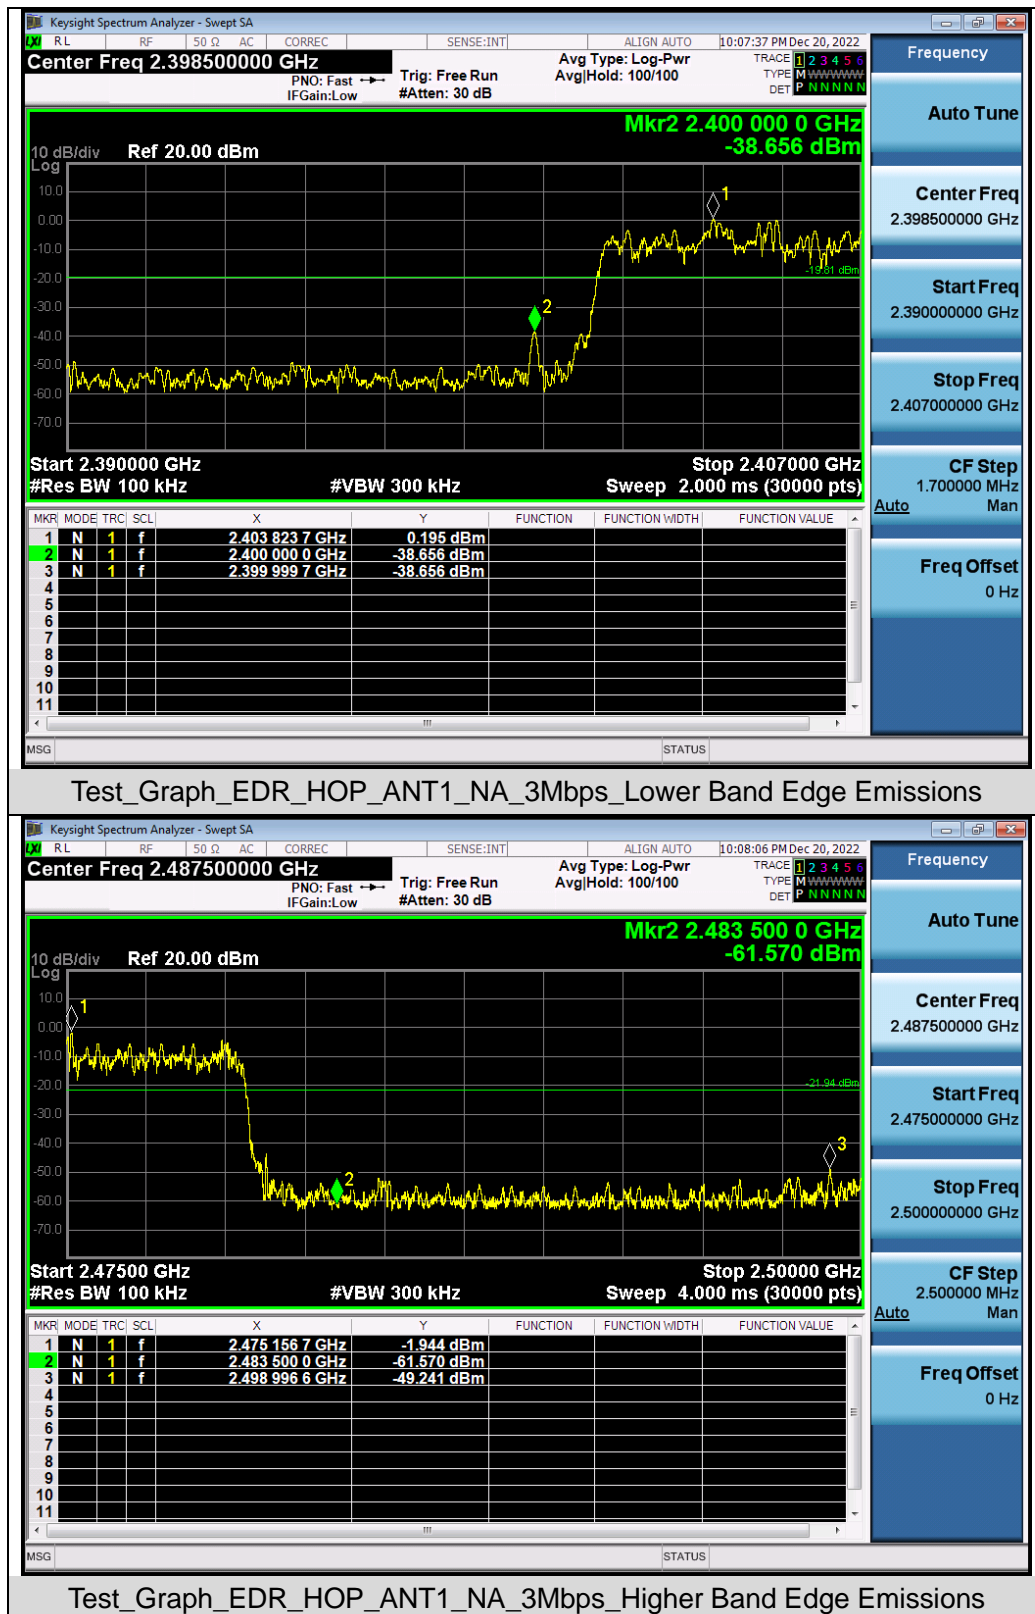 Keysight Spectrum Analyzer - Swept SA
LXI RL RF 50 Ω AC CORREC SENSE:INT ALIGN AUTO 10:07:37 PM Dec 20, 2022
Center Freq 2.398500000 GHz
PNO: Fast
IFGain:Low
Trig: Free Run
#Atten: 30 dB
Avg Type: Log-Pwr
Avg|Hold: 100/100
TRACE 1 2 3 4 5 6
TYPE M WWWWW
DET P N N N N N
Mkr2 2.400 000 0 GHz
-38.656 dBm
10 dB/div Ref 20.00 dBm
Log
10.0
0.00
-10.0
-20.0
-30.0
-40.0
-50.0
-60.0
-70.0
1
2
-19.81 dBm
Start 2.390000 GHz Stop 2.407000 GHz
#Res BW 100 kHz #VBW 300 kHz Sweep 2.000 ms (30000 pts)
MKR MODE TRC SCL X Y FUNCTION FUNCTION WIDTH FUNCTION VALUE
1 N 1 f 2.403 823 7 GHz 0.195 dBm
2 N 1 f 2.400 000 0 GHz -38.656 dBm
3 N 1 f 2.399 999 7 GHz -38.656 dBm
4
5
6
7
8
9
10
11
MSG STATUS
Frequency
Auto Tune
Center Freq
2.398500000 GHz
Start Freq
2.390000000 GHz
Stop Freq
2.407000000 GHz
CF Step
1.700000 MHz
Auto Man
Freq Offset
0 Hz
Test_Graph_EDR_HOP_ANT1_NA_3Mbps_Lower Band Edge Emissions
Keysight Spectrum Analyzer - Swept SA
LXI RL RF 50 Ω AC CORREC SENSE:INT ALIGN AUTO 10:08:06 PM Dec 20, 2022
Center Freq 2.487500000 GHz
PNO: Fast
IFGain:Low
Trig: Free Run
#Atten: 30 dB
Avg Type: Log-Pwr
Avg|Hold: 100/100
TRACE 1 2 3 4 5 6
TYPE M WWWWW
DET P N N N N N
Mkr2 2.483 500 0 GHz
-61.570 dBm
10 dB/div Ref 20.00 dBm
Log
10.0
0.00
-10.0
-20.0
-30.0
-40.0
-50.0
-60.0
-70.0
1
2
3
-21.94 dBm
Start 2.47500 GHz Stop 2.50000 GHz
#Res BW 100 kHz #VBW 300 kHz Sweep 4.000 ms (30000 pts)
MKR MODE TRC SCL X Y FUNCTION FUNCTION WIDTH FUNCTION VALUE
1 N 1 f 2.475 156 7 GHz -1.944 dBm
2 N 1 f 2.483 500 0 GHz -61.570 dBm
3 N 1 f 2.498 996 6 GHz -49.241 dBm
4
5
6
7
8
9
10
11
MSG STATUS
Frequency
Auto Tune
Center Freq
2.487500000 GHz
Start Freq
2.475000000 GHz
Stop Freq
2.500000000 GHz
CF Step
2.500000 MHz
Auto Man
Freq Offset
0 Hz
Test_Graph_EDR_HOP_ANT1_NA_3Mbps_Higher Band Edge Emissions